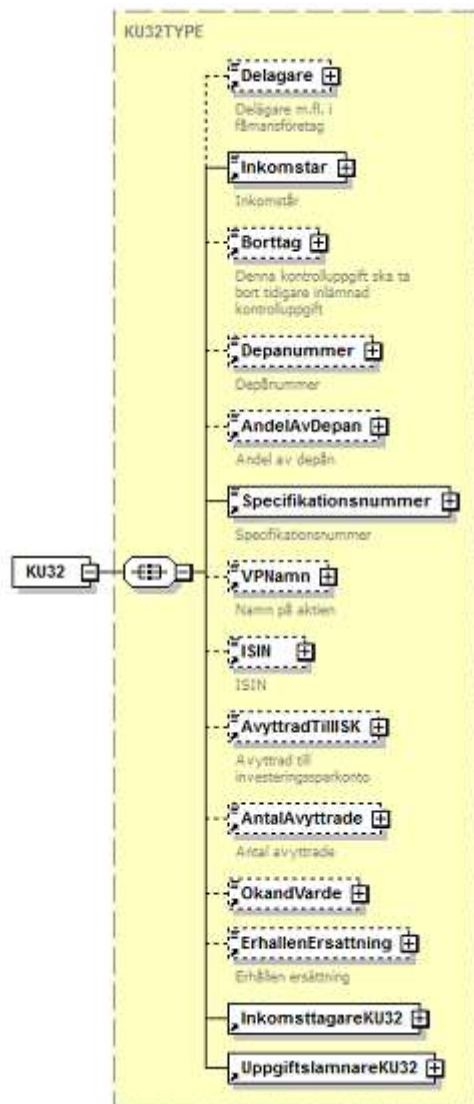 KU32TYPE
Delagare
Delägare m.fl. i
fåmansföretag
Inkomstar
Inkomstår
Borttag
Denna kontrolluppgift ska ta
bort tidigare inlämnad
kontrolluppgift
Depanummer
Depånummer
AndelAvDepan
Andel av depån
Specifikationsnummer
Specifikationsnummer
KU32
VPNamn
Namn på aktien
ISIN
ISIN
AvyttradTillISK
Avyttrad till
investeringssparkonto
AntalAvyttrade
Antal avyttrade
OkandVarde
ErhallenErsattning
Erhållen ersättning
InkomsttagareKU32
UppgiftslamnareKU32